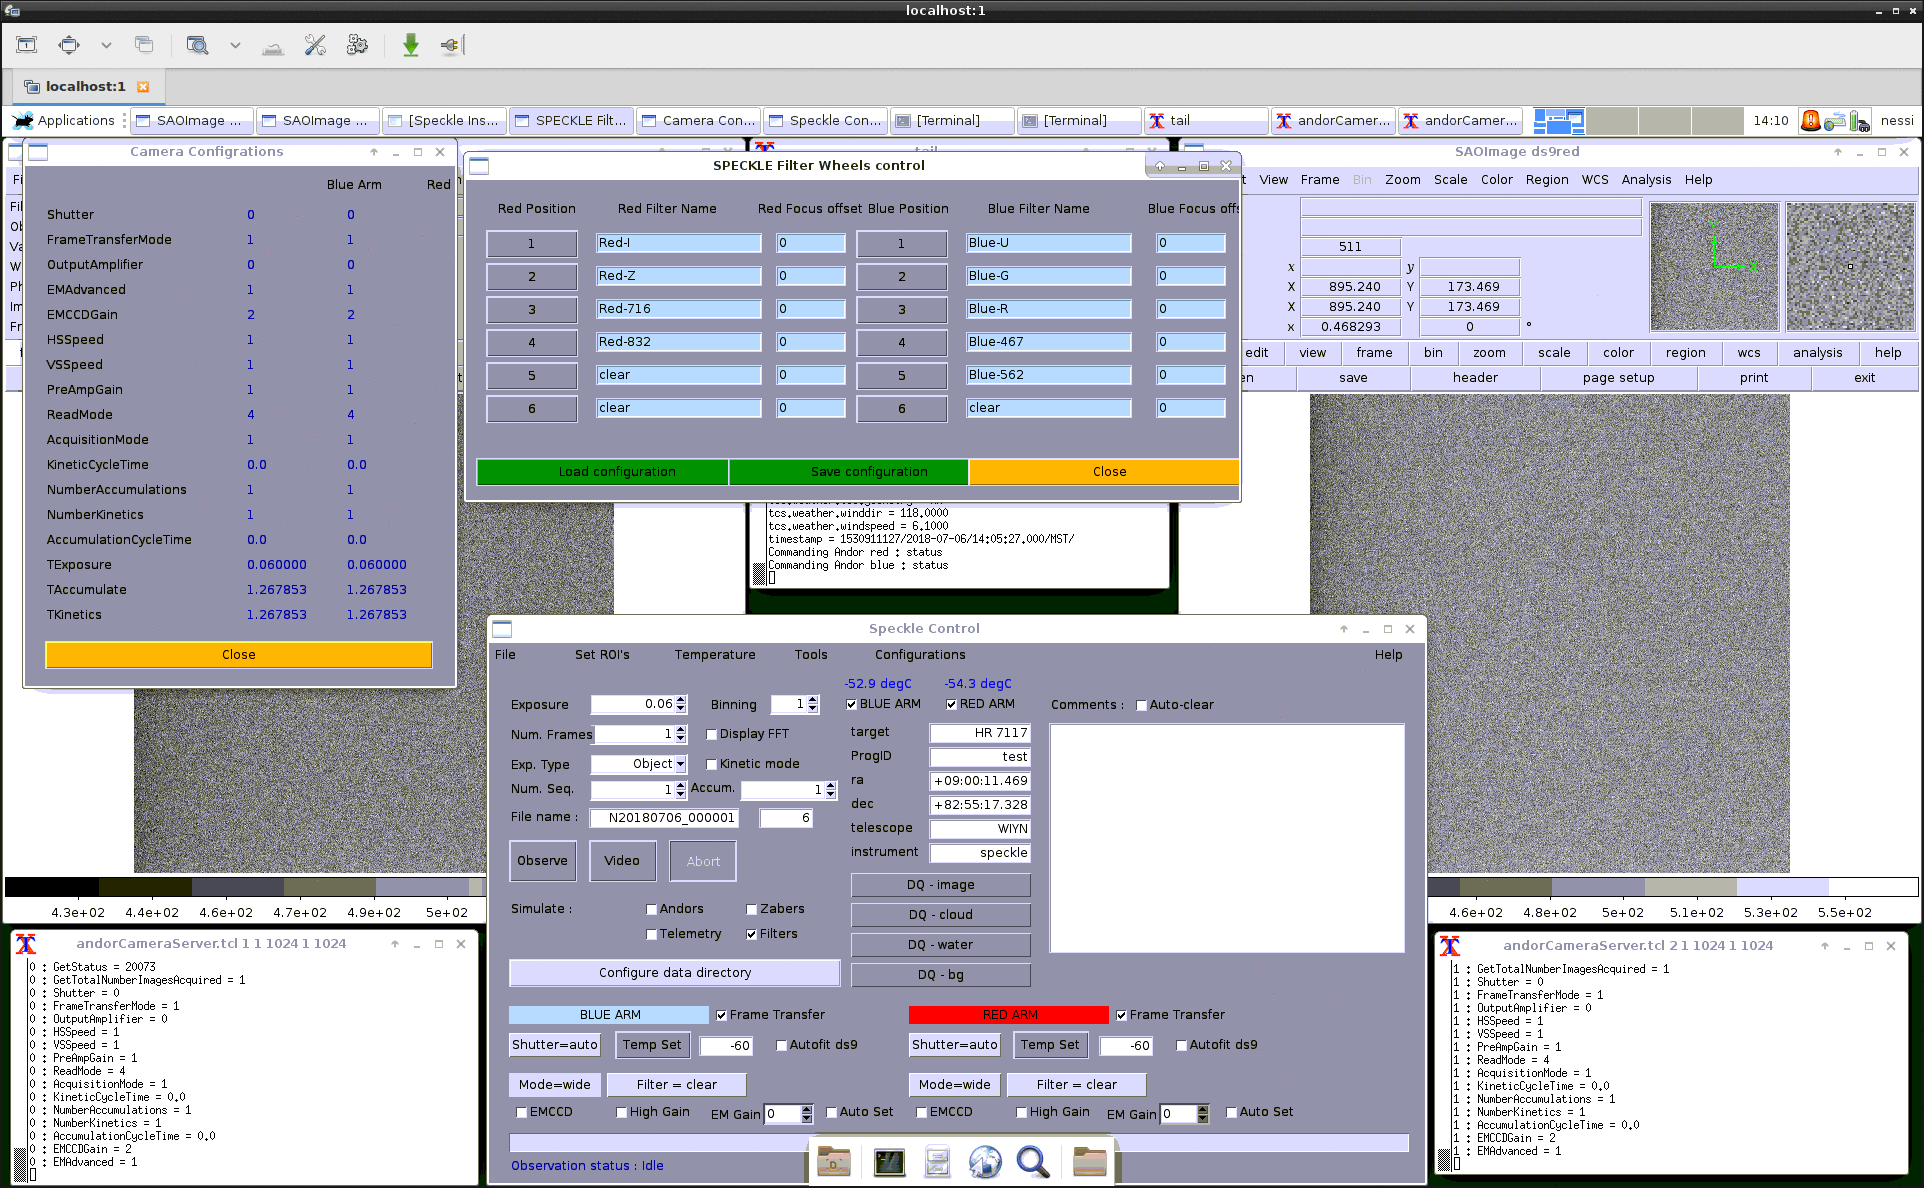 localhost:1
localhost:1
Applications
SAOImage ...
SAOImage ...
[Speckle Ins...
SPECKLE Filt...
Camera Con...
Speckle Con...
[Terminal]
[Terminal]
tail
andorCamer...
andorCamer...
14:10
nessi
Camera Configrations
Blue Arm Red
Shutter 0 0
FrameTransferMode 1 1
OutputAmplifier 0 0
EMAdvanced 1 1
EMCCDGain 2 2
HSSpeed 1 1
VSSpeed 1 1
PreAmpGain 1 1
ReadMode 4 4
AcquisitionMode 1 1
KineticCycleTime 0.0 0.0
NumberAccumulations 1 1
NumberKinetics 1 1
AccumulationCycleTime 0.0 0.0
TExposure 0.060000 0.060000
TAccumulate 1.267853 1.267853
TKinetics 1.267853 1.267853
Close
SPECKLE Filter Wheels control
Red Position Red Filter Name Red Focus offset Blue Position Blue Filter Name Blue Focus offs
1 Red-I 0 1 Blue-U 0
2 Red-Z 0 2 Blue-G 0
3 Red-716 0 3 Blue-R 0
4 Red-832 0 4 Blue-467 0
5 clear 0 5 Blue-562 0
6 clear 0 6 clear 0
Load configuration Save configuration Close
tcs.weather.winddir = 118.0000
tcs.weather.windspeed = 6.1000
timestamp = 1530911127/2018-07-06/14:05:27.000/MST/
Commanding Andor red : status
Commanding Andor blue : status
SAOImage ds9red
View Frame Bin Zoom Scale Color Region WCS Analysis Help
511
x y
X 895.240 Y 173.469
X 895.240 Y 173.469
x 0.468293 0 °
edit view frame bin zoom scale color region wcs analysis help
en save header page setup print exit
Speckle Control
File Set ROI's Temperature Tools Configurations Help
-52.9 degC -54.3 degC
Exposure 0.06 Binning 1 BLUE ARM RED ARM Comments : Auto-clear
Num. Frames 1 Display FFT target HR 7117
Exp. Type Object Kinetic mode ProgID test
Num. Seq. 1 Accum. 1 ra +09:00:11.469
dec +82:55:17.328
File name : N20180706_000001 6 telescope WIYN
instrument speckle
Observe Video Abort
DQ - image
Simulate : Andors Zabers DQ - cloud
Telemetry Filters DQ - water
Configure data directory DQ - bg
BLUE ARM Frame Transfer RED ARM Frame Transfer
Shutter=auto Temp Set -60 Autofit ds9 Shutter=auto Temp Set -60 Autofit ds9
Mode=wide Filter = clear Mode=wide Filter = clear
EMCCD High Gain EM Gain 0 Auto Set EMCCD High Gain EM Gain 0 Auto Set
Observation status : Idle
4.3e+02 4.4e+02 4.6e+02 4.7e+02 4.9e+02 5e+02
4.6e+02 4.8e+02 5e+02 5.1e+02 5.3e+02 5.5e+02
andorCameraServer.tcl 1 1 1024 1 1024
0 : GetStatus = 20073
0 : GetTotalNumberImagesAcquired = 1
0 : Shutter = 0
0 : FrameTransferMode = 1
0 : OutputAmplifier = 0
0 : HSSpeed = 1
0 : VSSpeed = 1
0 : PreAmpGain = 1
0 : ReadMode = 4
0 : AcquisitionMode = 1
0 : KineticCycleTime = 0.0
0 : NumberAccumulations = 1
0 : NumberKinetics = 1
0 : AccumulationCycleTime = 0.0
0 : EMCCDGain = 2
0 : EMAdvanced = 1
andorCameraServer.tcl 2 1 1024 1 1024
1 : GetTotalNumberImagesAcquired = 1
1 : Shutter = 0
1 : FrameTransferMode = 1
1 : OutputAmplifier = 0
1 : HSSpeed = 1
1 : VSSpeed = 1
1 : PreAmpGain = 1
1 : ReadMode = 4
1 : AcquisitionMode = 1
1 : KineticCycleTime = 0.0
1 : NumberAccumulations = 1
1 : NumberKinetics = 1
1 : AccumulationCycleTime = 0.0
1 : EMCCDGain = 2
1 : EMAdvanced = 1